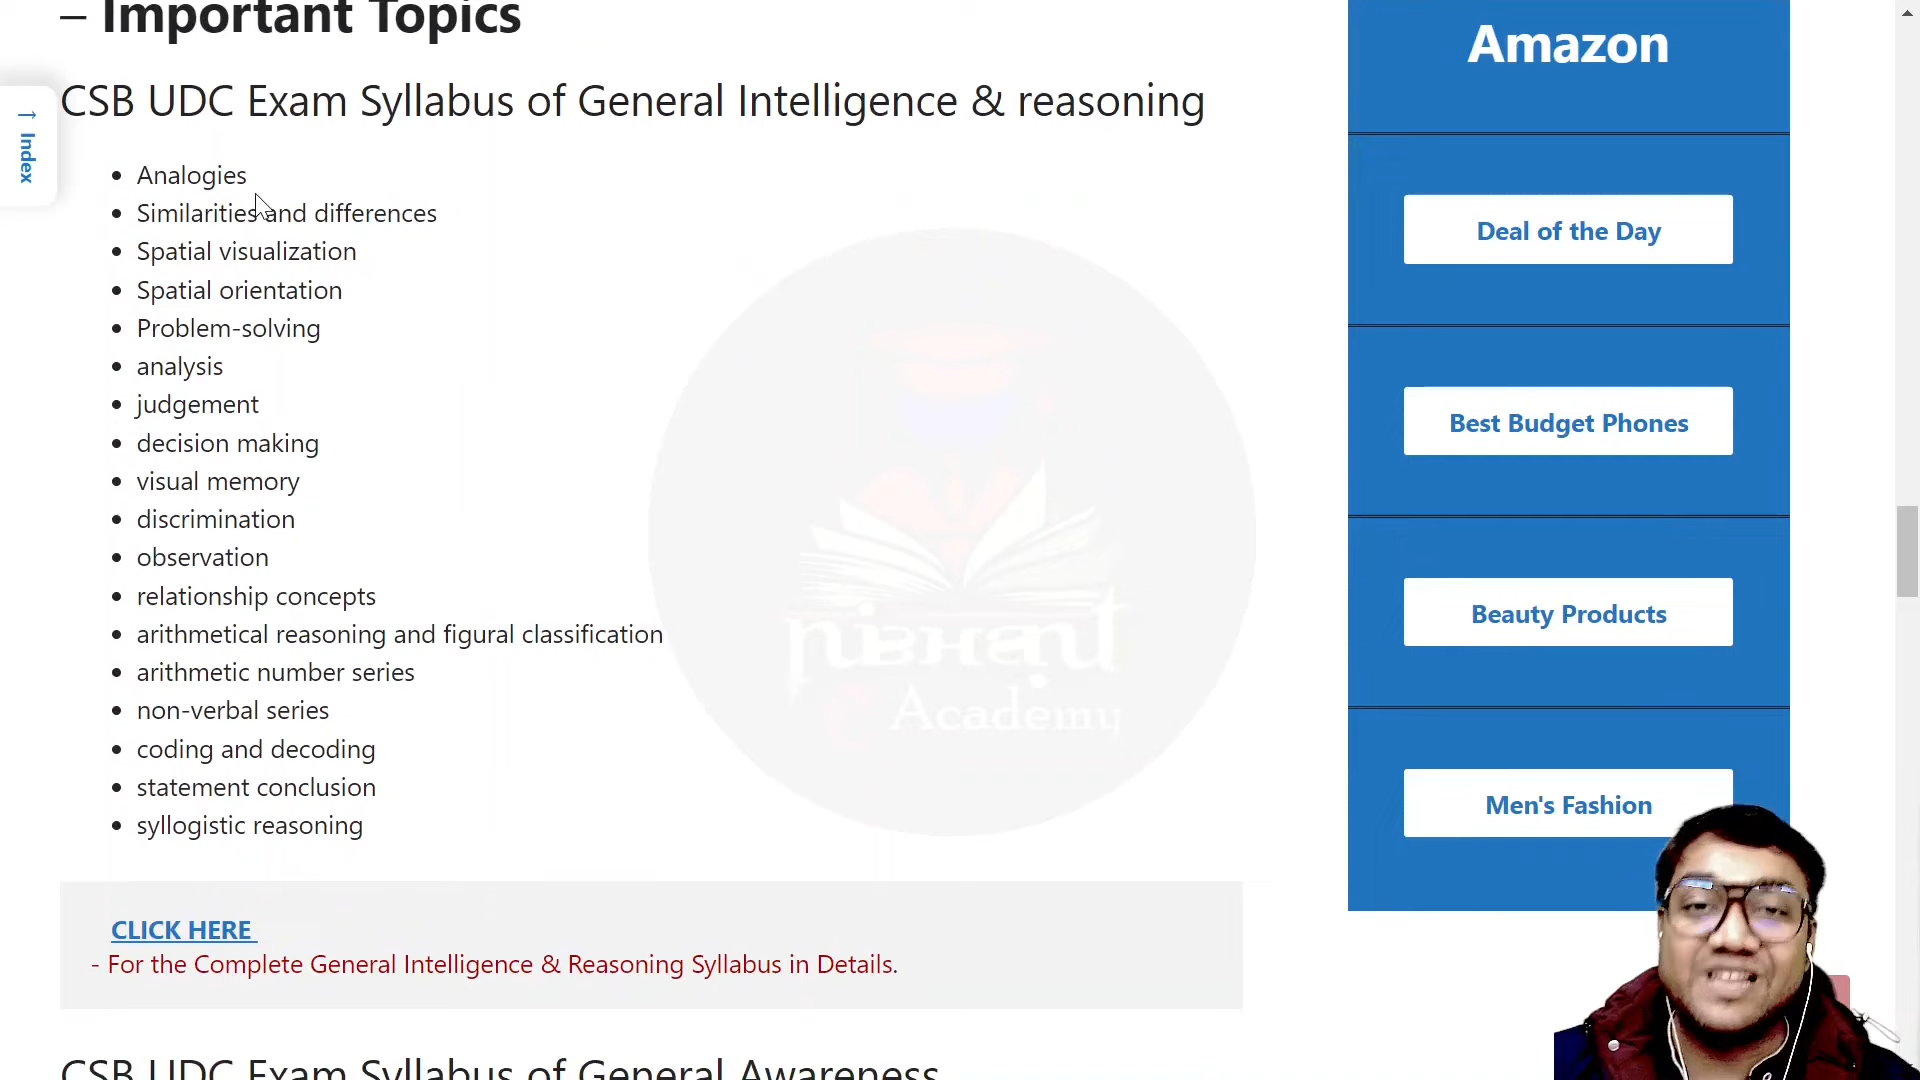 – Important Topics
CSB UDC Exam Syllabus of General Intelligence & reasoning
↑ Index
• Analogies
• Similarities and differences
• Spatial visualization
• Spatial orientation
• Problem-solving
• analysis
• judgement
• decision making
• visual memory
• discrimination
• observation
• relationship concepts
• arithmetical reasoning and figural classification
• arithmetic number series
• non-verbal series
• coding and decoding
• statement conclusion
• syllogistic reasoning
Academy
CLICK HERE
- For the Complete General Intelligence & Reasoning Syllabus in Details.
CSB UDC Exam Syllabus of General Awareness
Amazon
Deal of the Day
Best Budget Phones
Beauty Products
Men's Fashion